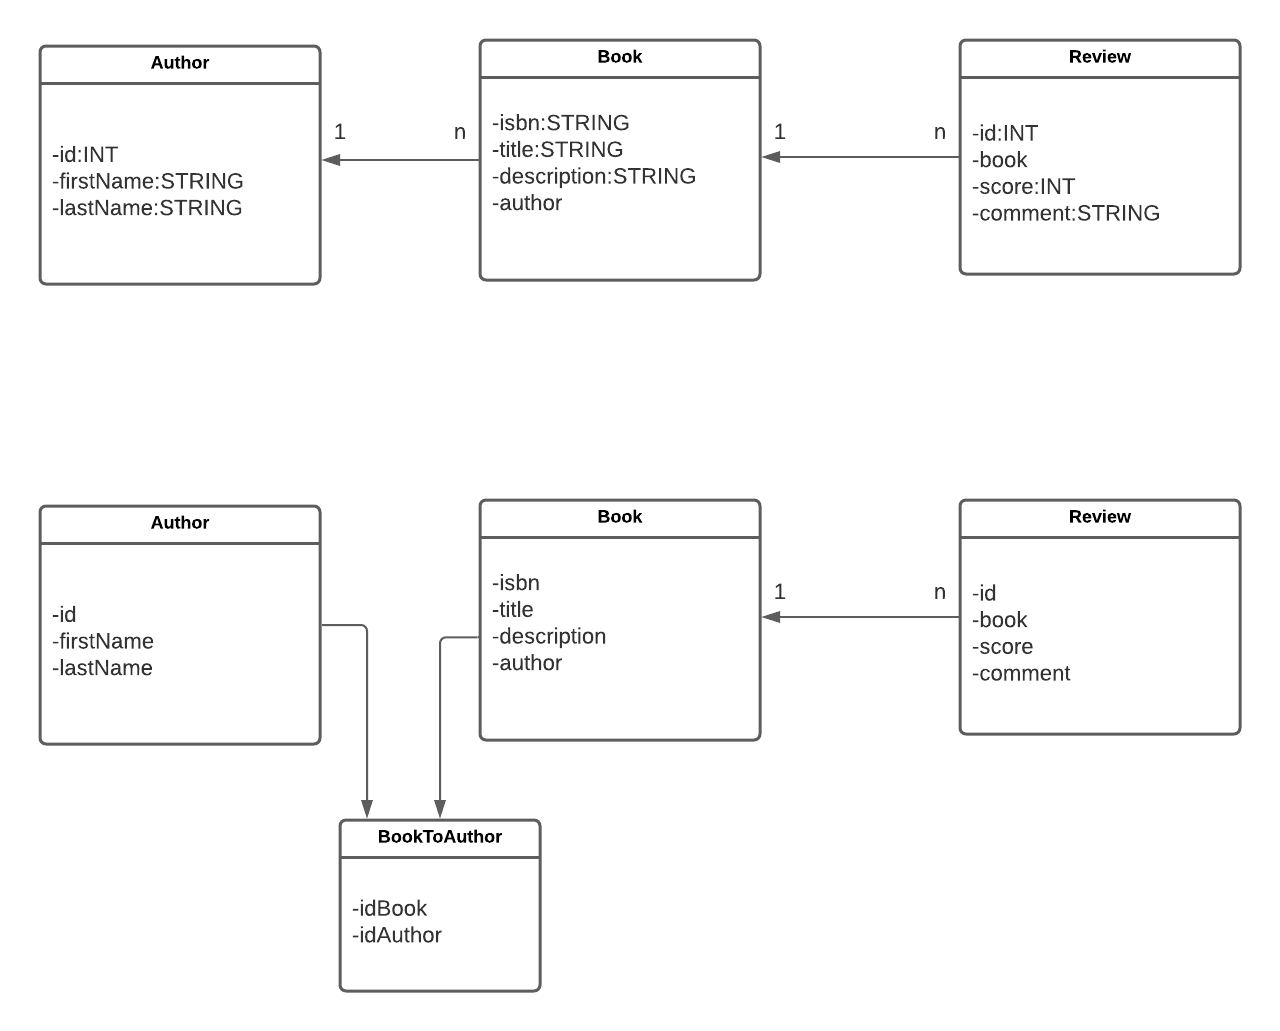 Author
-id:INT
-firstName:STRING
-lastName:STRING
1
n
Book
-isbn:STRING
-title:STRING
-description:STRING
-author
1
n
Review
-id:INT
-book
-score:INT
-comment:STRING
Author
-id
-firstName
-lastName
Book
-isbn
-title
-description
-author
1
n
Review
-id
-book
-score
-comment
BookToAuthor
-idBook
-idAuthor